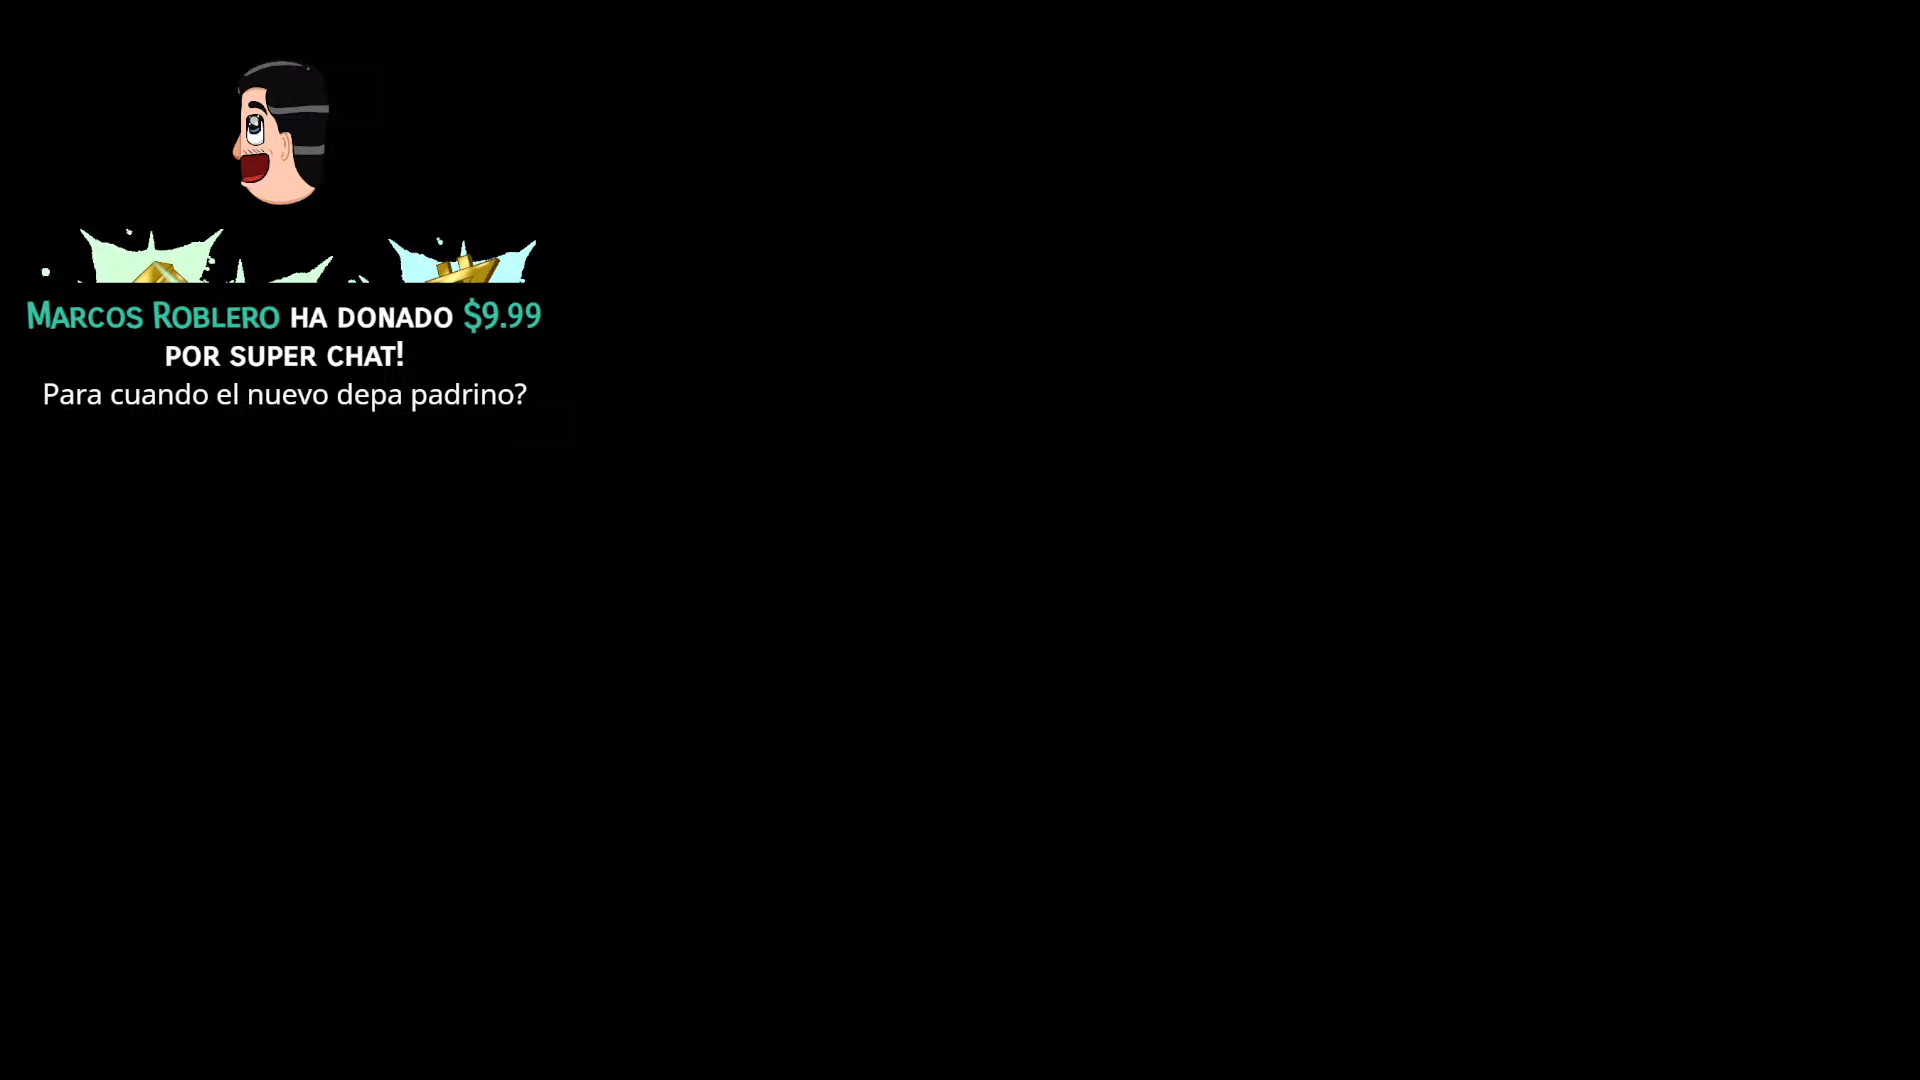 Marcos Roblero ha donado $9.99
por super chat!
Para cuando el nuevo depa padrino?